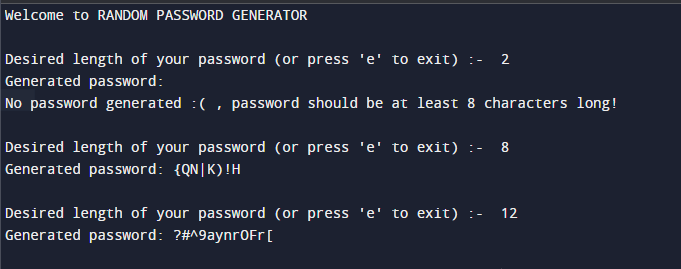 Welcome to RANDOM PASSWORD GENERATOR
Desired length of your password (or press 'e' to exit) :-  2
Generated password:
No password generated :( , password should be at least 8 characters long!
Desired length of your password (or press 'e' to exit) :-  8
Generated password: {QN|K)!H
Desired length of your password (or press 'e' to exit) :-  12
Generated password: ?#^9aynrOFr[